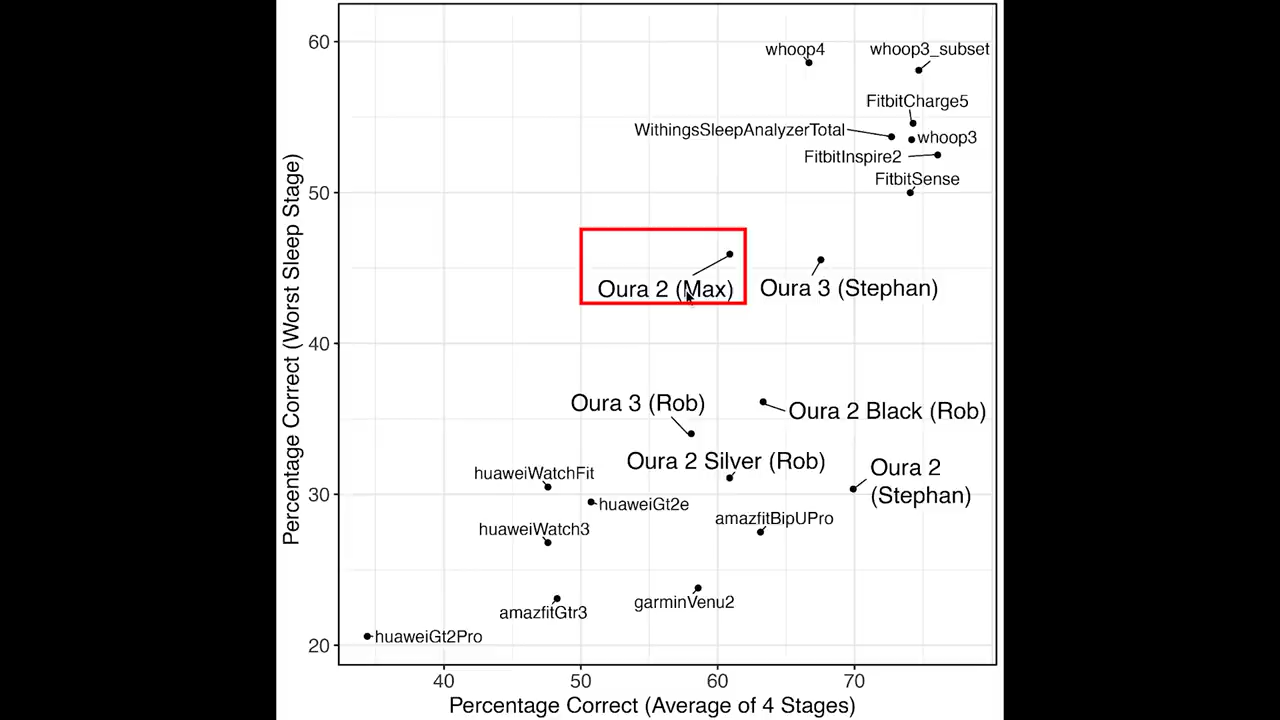 60
whoop4
whoop3_subset
FitbitCharge5
WithingsSleepAnalyzerTotal
whoop3
FitbitInspire2
FitbitSense
50
Oura 2 (Max)
Oura 3 (Stephan)
40
Oura 3 (Rob)
Oura 2 Black (Rob)
Oura 2 Silver (Rob)
Oura 2
(Stephan)
huaweiWatchFit
30
huaweiGt2e
amazfitBipUPro
huaweiWatch3
garminVenu2
amazfitGtr3
huaweiGt2Pro
20
40
50
60
70
Percentage Correct (Average of 4 Stages)
Percentage Correct (Worst Sleep Stage)